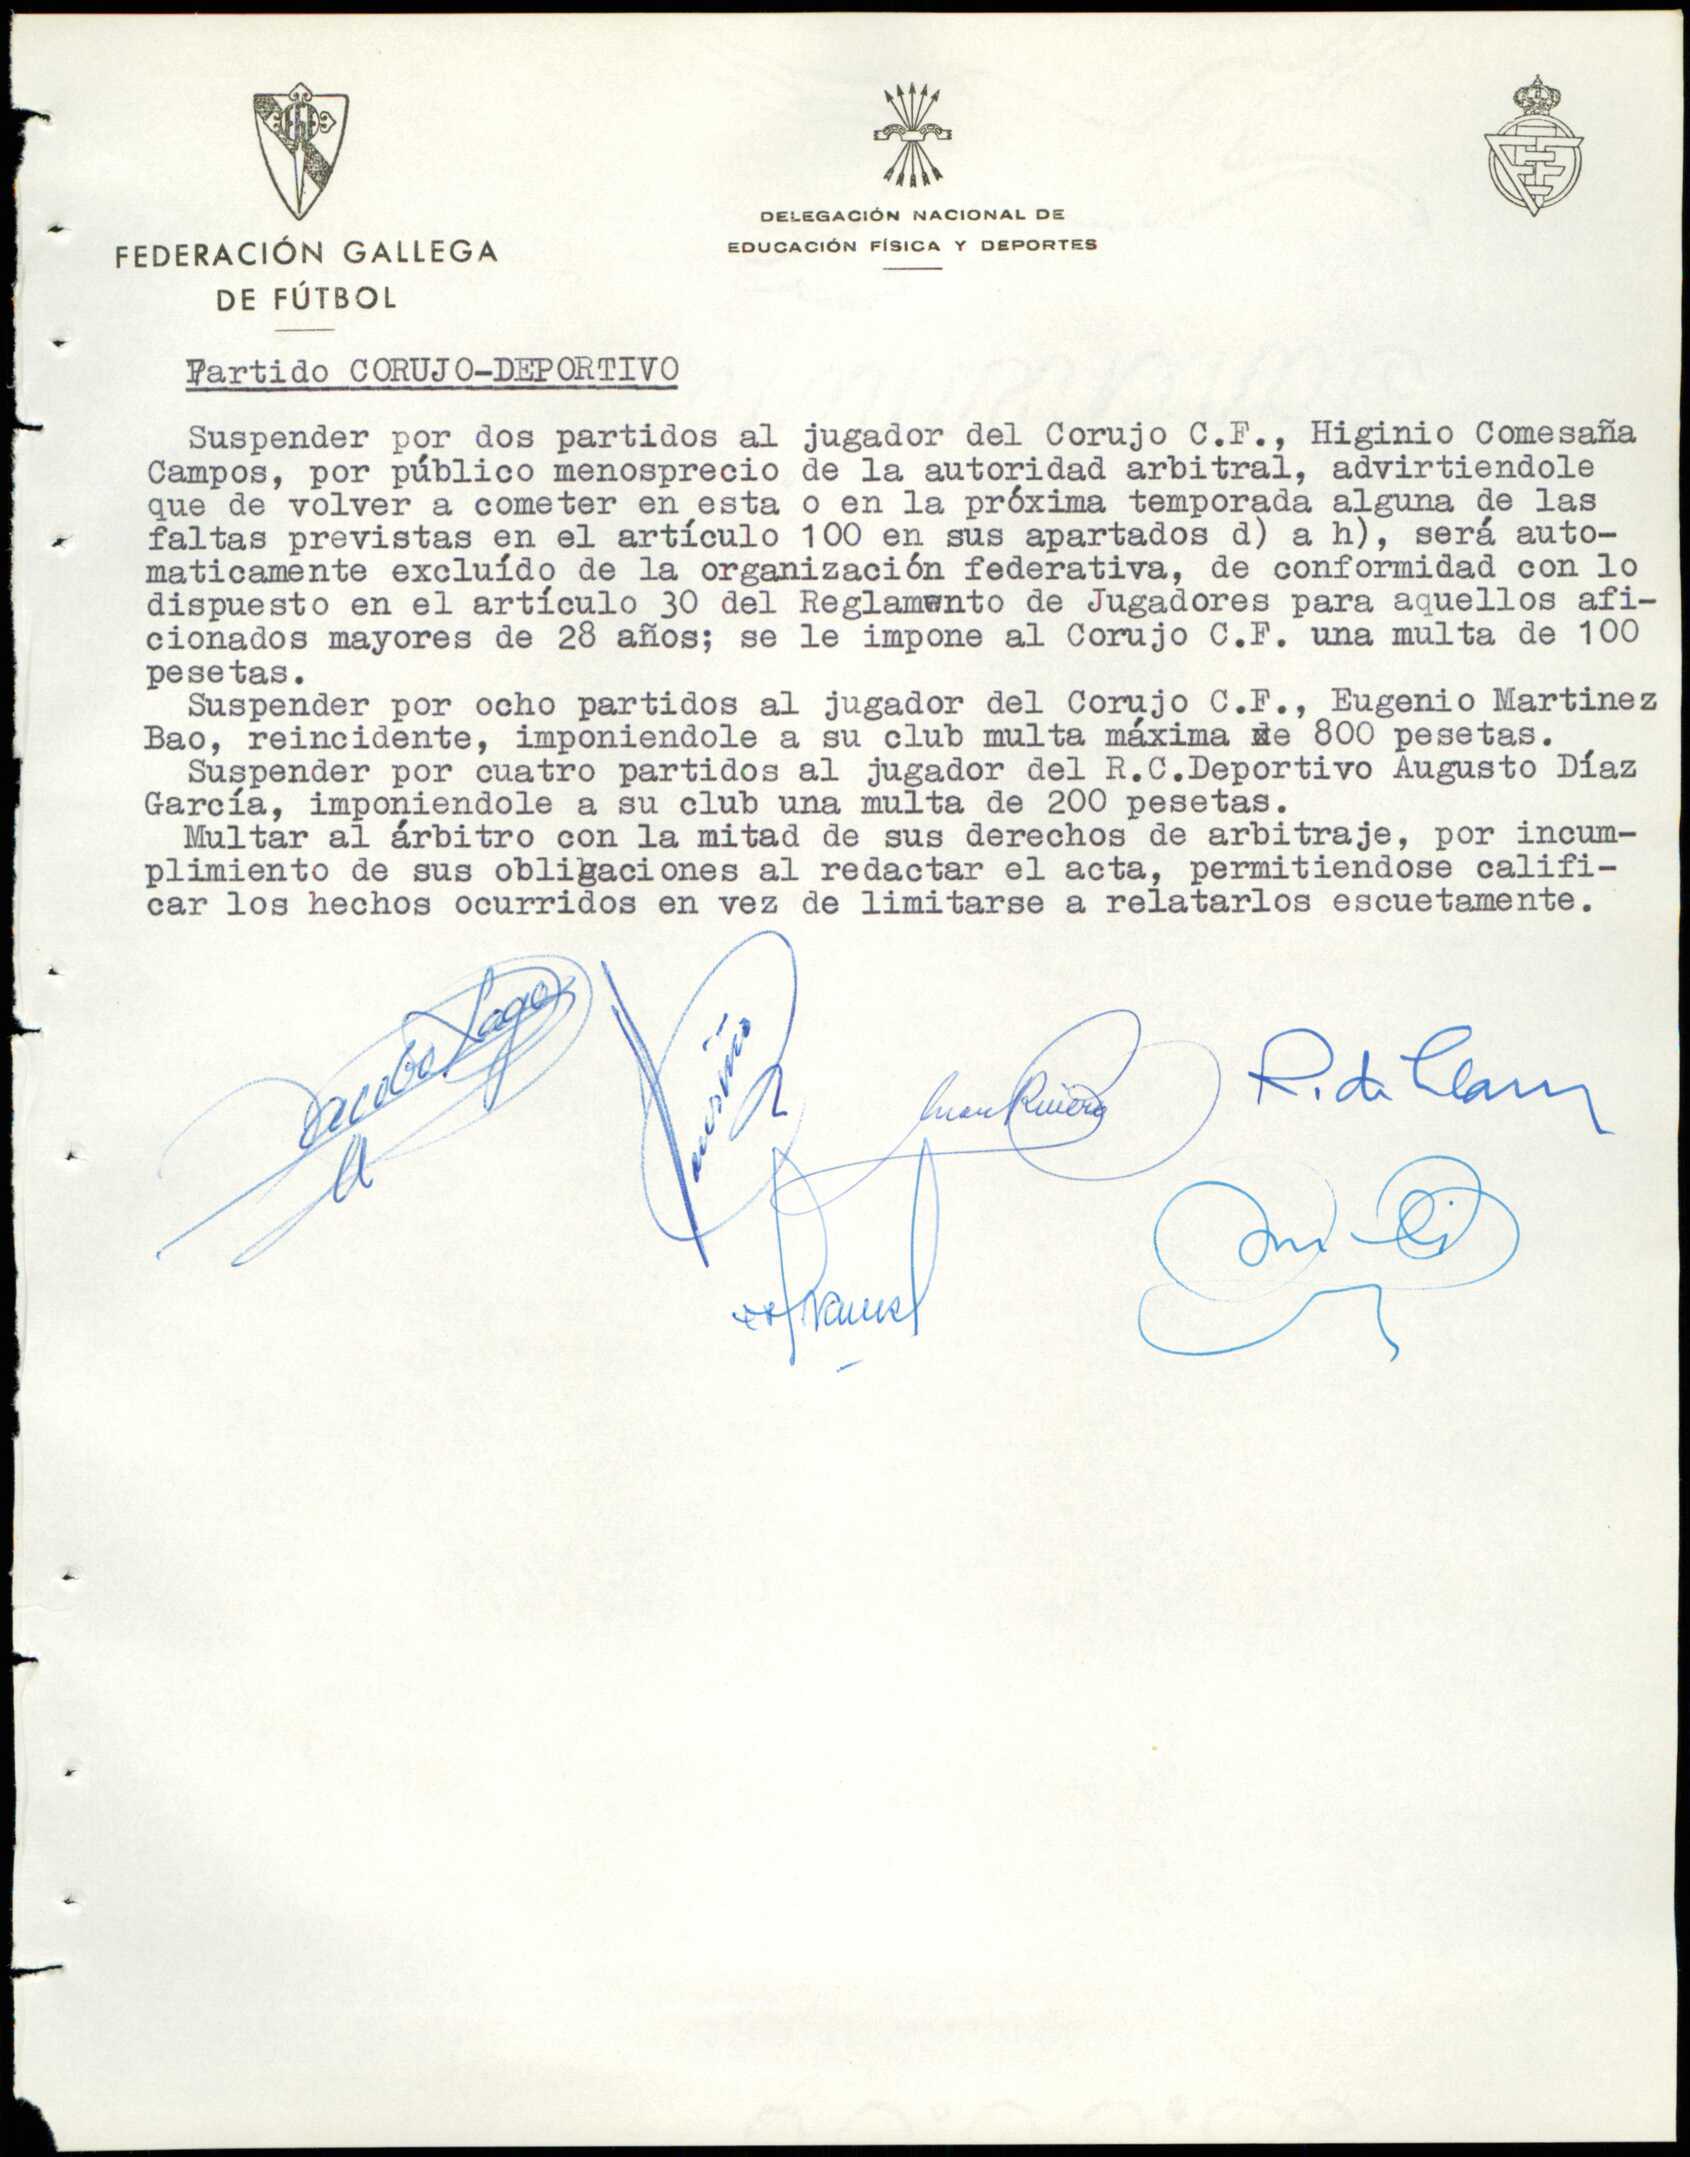 FEDERACIÓN GALLEGA
DE FÚTBOL
DELEGACIÓN NACIONAL DE
EDUCACIÓN FÍSICA Y DEPORTES
Partido CORUJO-DEPORTIVO
Suspender por dos partidos al jugador del Corujo C.F., Higinio Comesaña
Campos, por público menosprecio de la autoridad arbitral, advirtiendole
que de volver a cometer en esta o en la próxima temporada alguna de las
faltas previstas en el artículo 100 en sus apartados d) a h), será auto-
maticamente excluído de la organización federativa, de conformidad con lo
dispuesto en el artículo 30 del Reglamento de Jugadores para aquellos afi-
cionados mayores de 28 años; se le impone al Corujo C.F. una multa de 100
pesetas.
Suspender por ocho partidos al jugador del Corujo C.F., Eugenio Martinez
Bao, reincidente, imponiendole a su club multa máxima de 800 pesetas.
Suspender por cuatro partidos al jugador del R.C.Deportivo Augusto Díaz
García, imponiendole a su club una multa de 200 pesetas.
Multar al árbitro con la mitad de sus derechos de arbitraje, por incum-
plimiento de sus obligaciones al redactar el acta, permitiendose califi-
car los hechos ocurridos en vez de limitarse a relatarlos escuetamente.
Jacobo Lago
Juan Rivera
R. de